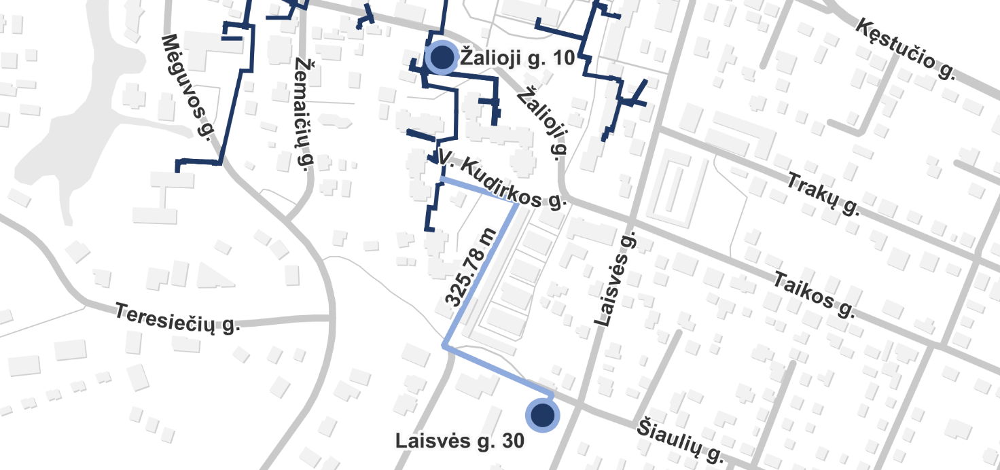 Kęstučio g.
Mėguvos g.
Žalioji g. 10
Žemaičių g.
Žalioji g.
V. Kudirkos g.
Trakų g.
325.78 m
Laisvės g.
Taikos g.
Teresiečių g.
Laisvės g. 30
Šiaulių g.